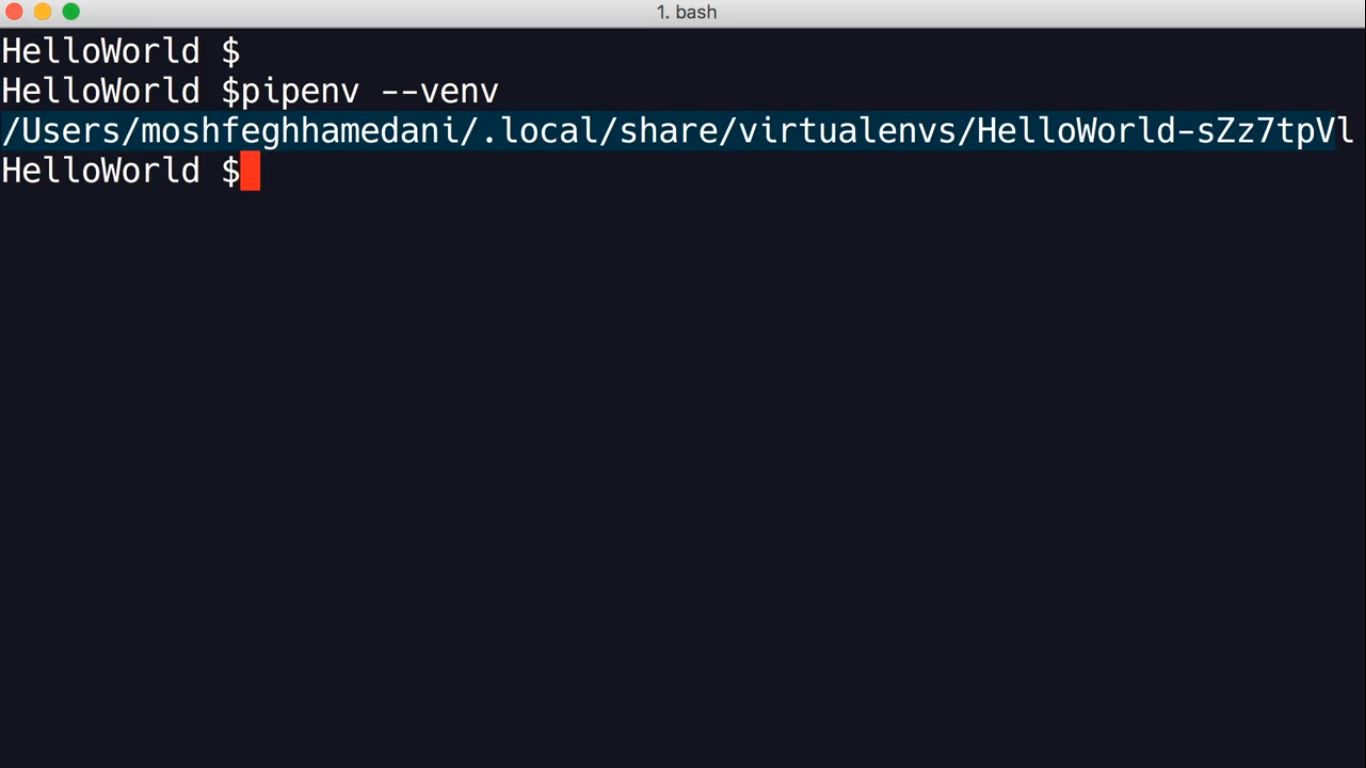 1. bash
HelloWorld $
HelloWorld $pipenv --venv
/Users/moshfeghhamedani/.local/share/virtualenvs/HelloWorld-sZz7tpVl
HelloWorld $